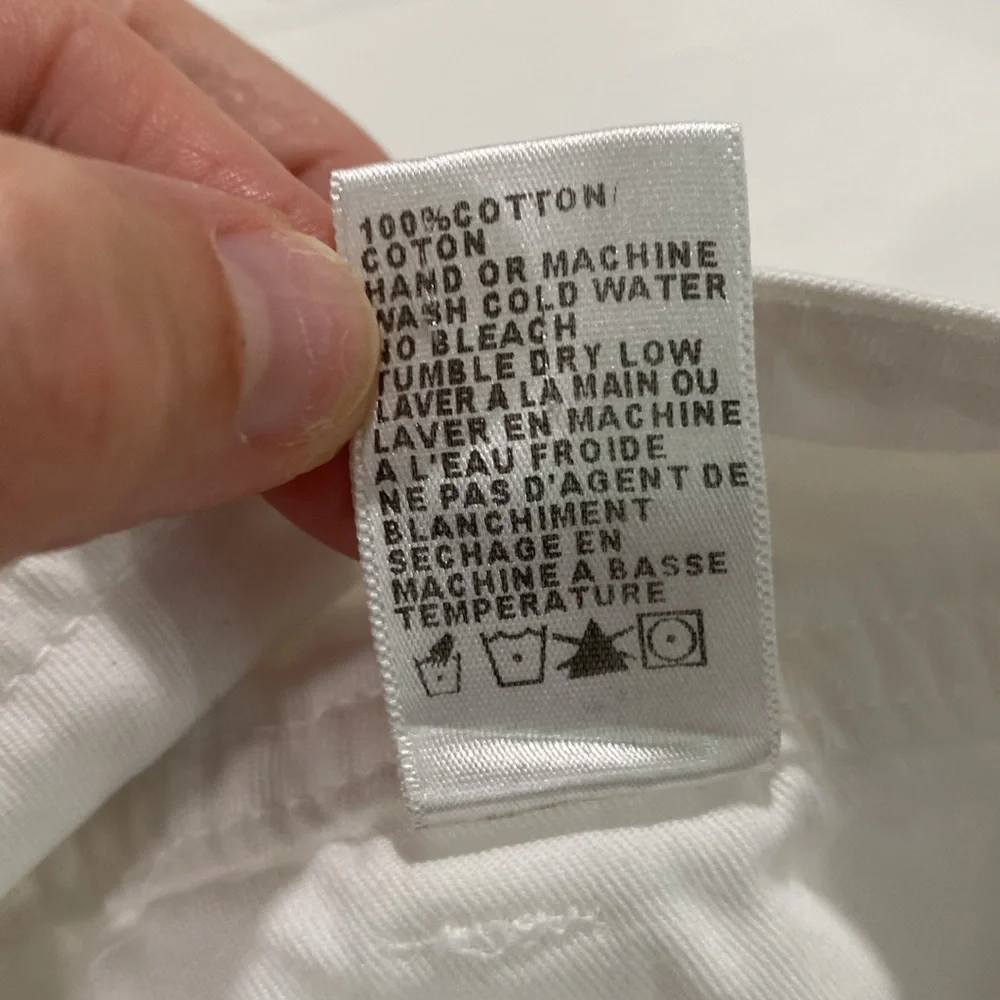 100%COTTON/
COTON
HAND OR MACHINE
WASH COLD WATER
NO BLEACH
TUMBLE DRY LOW
LAVER A LA MAIN OU
LAVER EN MACHINE
A L'EAU FROIDE
NE PAS D'AGENT DE
BLANCHIMENT
SECHAGE EN
MACHINE A BASSE
TEMPERATURE